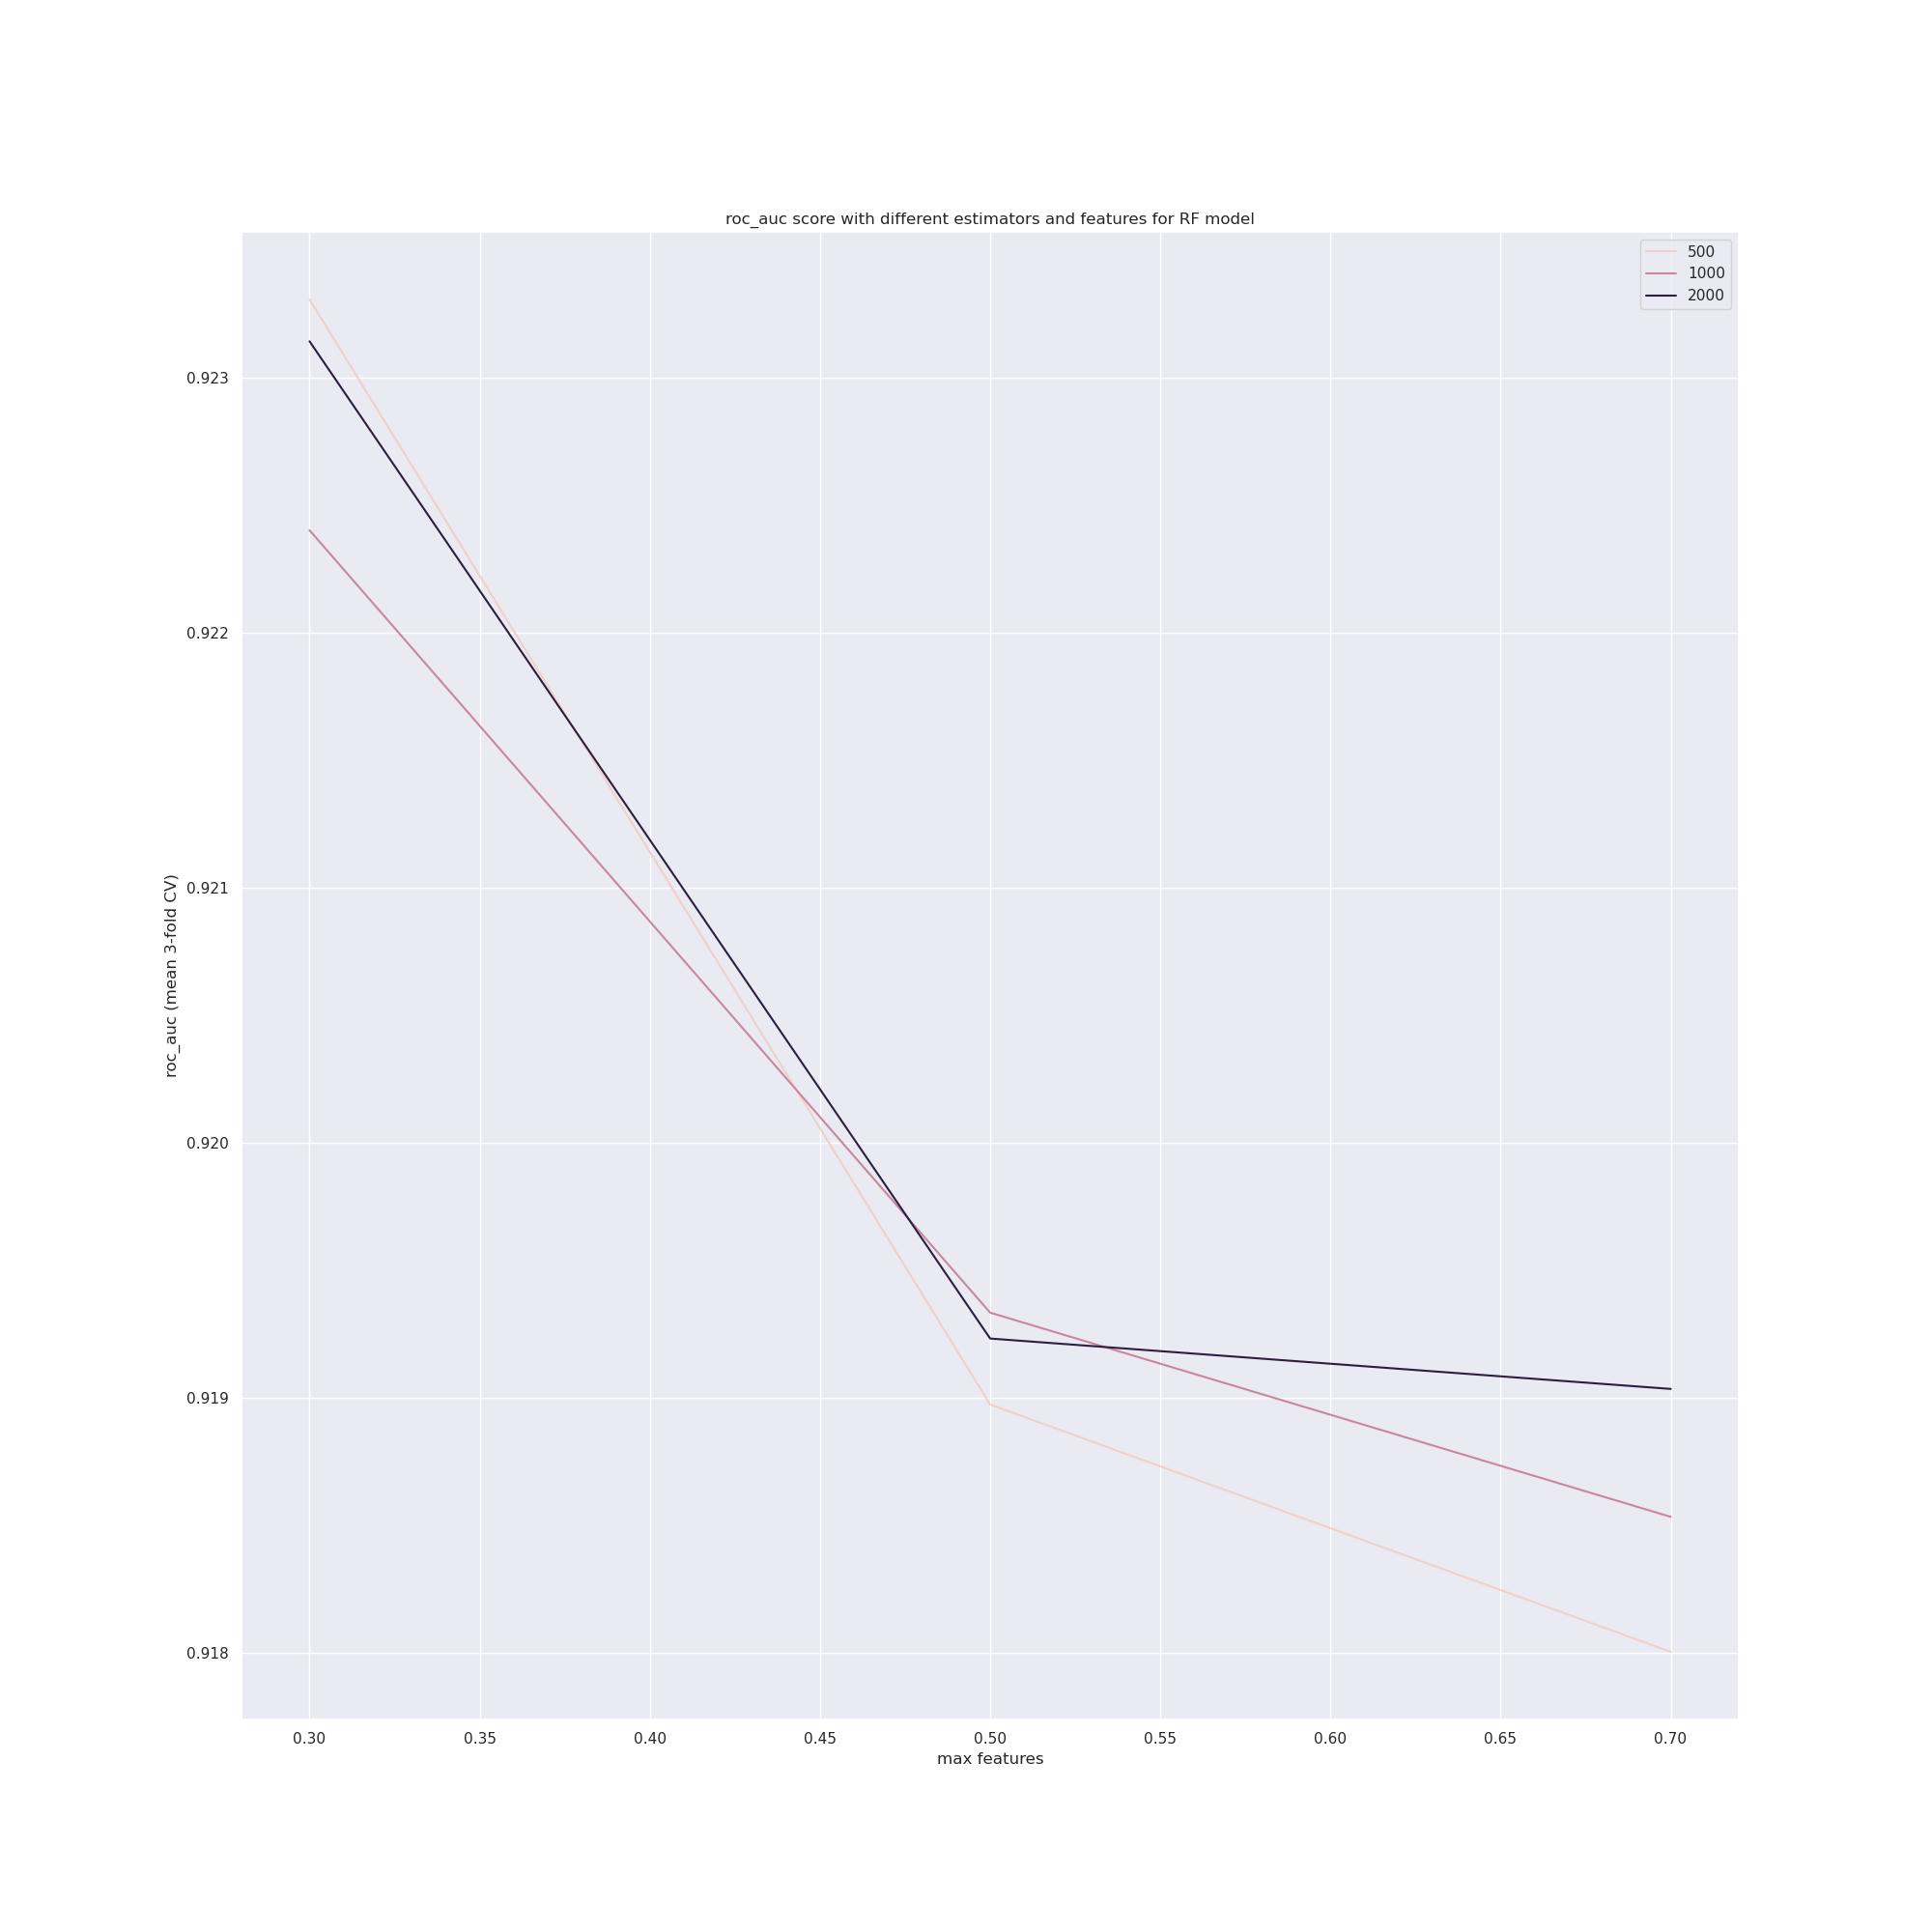 roc_auc score with different estimators and features for RF model
500
1000
2000
0.923
0.922
0.921
0.920
0.919
0.918
roc_auc (mean 3-fold CV)
0.30 0.35 0.40 0.45 0.50 0.55 0.60 0.65 0.70
max features